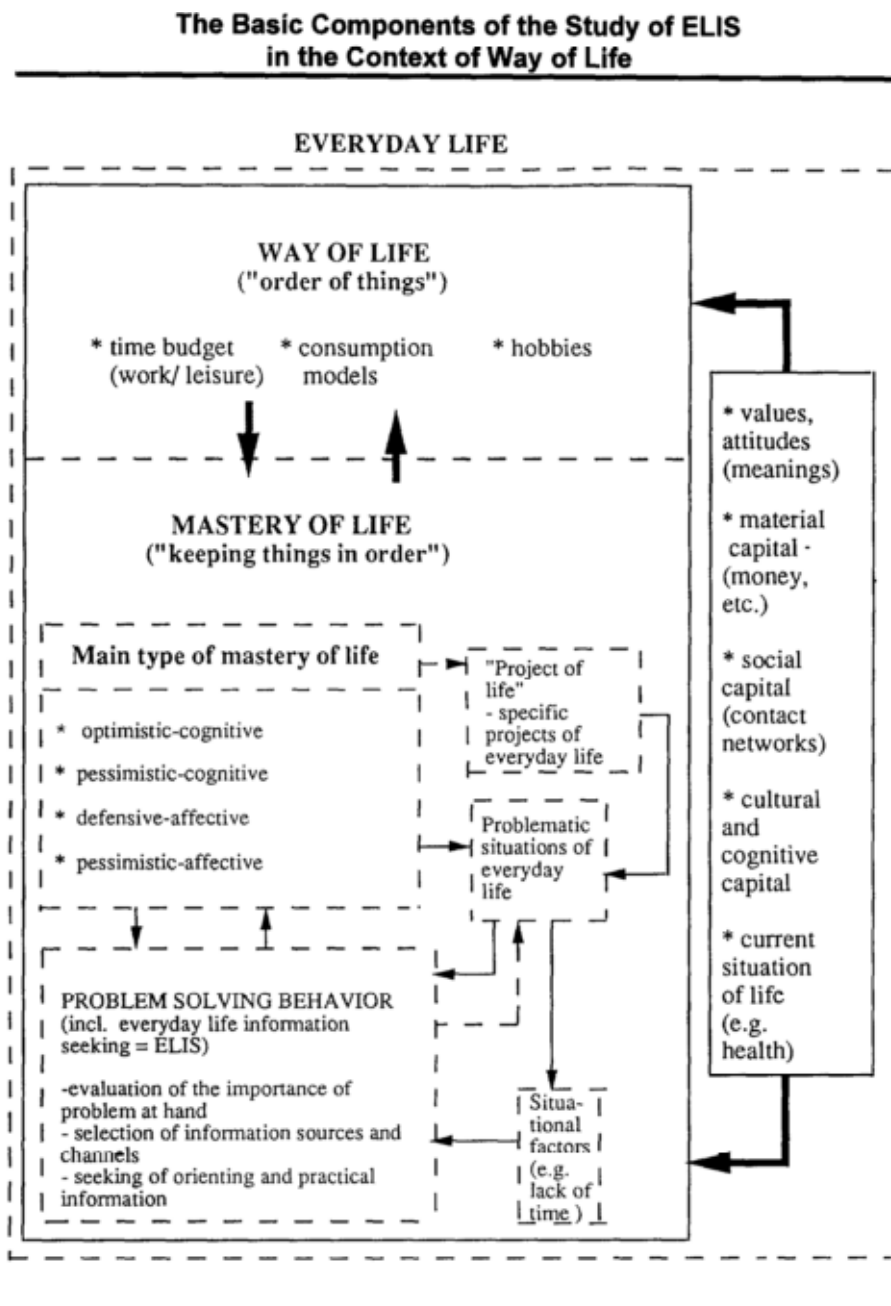 The Basic Components of the Study of ELIS
in the Context of Way of Life
EVERYDAY LIFE
WAY OF LIFE
("order of things")
* time budget
(work/ leisure)
* consumption
models
* hobbies
MASTERY OF LIFE
("keeping things in order")
Main type of mastery of life
* optimistic-cognitive
* pessimistic-cognitive
* defensive-affective
* pessimistic-affective
"Project of
life"
- specific
projects of
everyday life
Problematic
situations of
everyday
life
PROBLEM SOLVING BEHAVIOR
(incl. everyday life information
seeking = ELIS)
-evaluation of the importance of
problem at hand
- selection of information sources and
channels
- seeking of orienting and practical
information
Situa-
tional
factors
(e.g.
lack of
time )
* values,
attitudes
(meanings)
* material
capital -
(money,
etc.)
* social
capital
(contact
networks)
* cultural
and
cognitive
capital
* current
situation
of life
(e.g.
health)